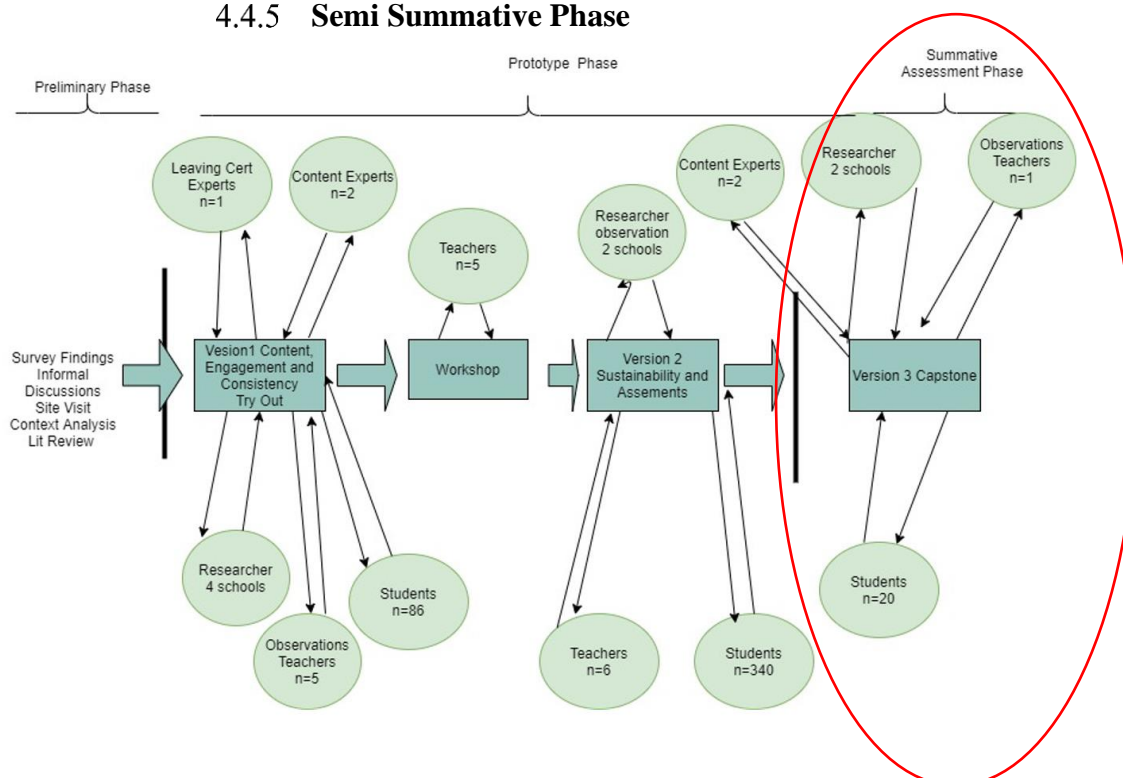 4.4.5 Semi Summative Phase
Preliminary Phase
Prototype Phase
Summative
Assessment Phase
Leaving Cert
Experts
n=1
Content Experts
n=2
Teachers
n=5
Researcher
observation
2 schools
Content Experts
n=2
Researcher
2 schools
Observations
Teachers
n=1
Survey Findings
Informal
Discussions
Site Visit
Context Analysis
Lit Review
Vesion1 Content,
Engagement and
Consistency
Try Out
Workshop
Version 2
Sustainability and
Assements
Version 3 Capstone
Researcher
4 schools
Observations
Teachers
n=5
Students
n=86
Teachers
n=6
Students
n=340
Students
n=20